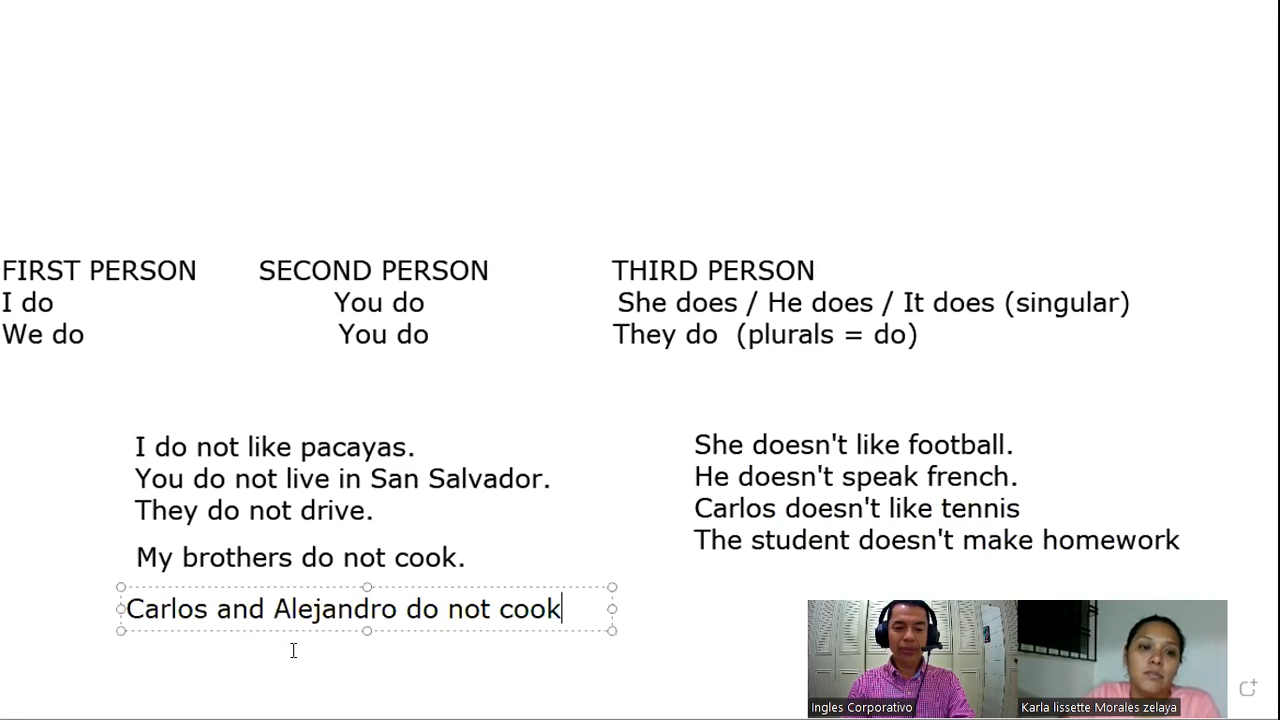 FIRST PERSON SECOND PERSON THIRD PERSON
I do You do She does / He does / It does (singular)
We do You do They do (plurals = do)
I do not like pacayas.
You do not live in San Salvador.
They do not drive.
My brothers do not cook.
Carlos and Alejandro do not cook
She doesn't like football.
He doesn't speak french.
Carlos doesn't like tennis
The student doesn't make homework
Ingles Corporativo
Karla lissette Morales zelaya